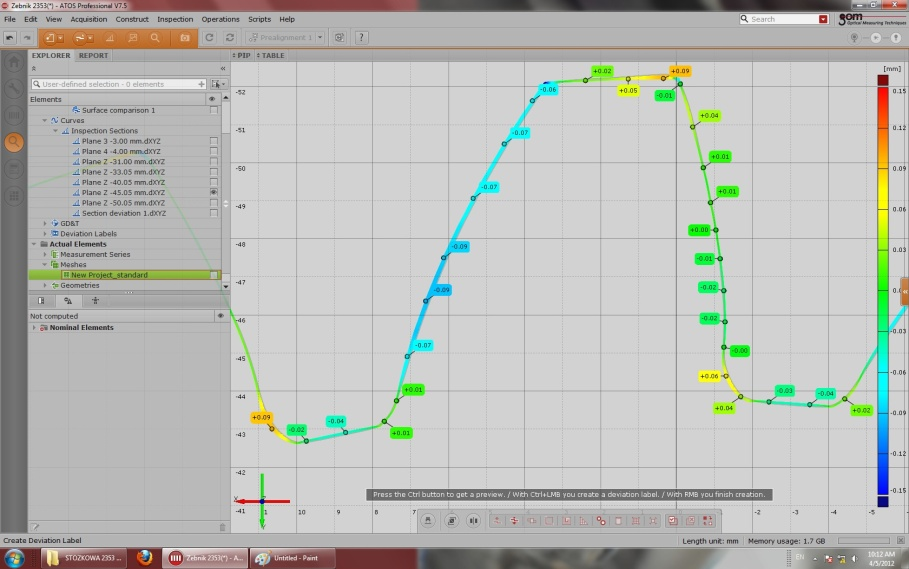 Zebnik 2353(*) - ATOS Professional V7.5
File Edit View Acquisition Construct Inspection Operations Scripts Help
Search
gom
Optical Measuring Techniques
Prealignment 1
EXPLORER REPORT
PIP TABLE
User-defined selection - 0 elements
Elements
Surface comparison 1
Curves
Inspection Sections
Plane 3 -3.00 mm.dXYZ
Plane 4 -4.00 mm.dXYZ
Plane Z -31.00 mm.dXYZ
Plane Z -33.05 mm.dXYZ
Plane Z -40.05 mm.dXYZ
Plane Z -45.05 mm.dXYZ
Plane Z -50.05 mm.dXYZ
Section deviation 1.dXYZ
GD&T
Deviation Labels
Actual Elements
Measurement Series
Meshes
New Project_standard
Geometries
Not computed
Nominal Elements
-52
-51
-50
-49
-48
-47
-46
-45
-44
-43
-42
-41
+0.02
+0.09
-0.06
+0.05
-0.01
+0.04
-0.07
+0.01
-0.07
+0.01
+0.00
-0.09
-0.01
-0.09
-0.02
-0.02
-0.07
-0.00
+0.06
+0.01
-0.03
-0.04
+0.04
+0.02
+0.09
-0.02
-0.04
+0.01
[mm]
0.15
0.12
0.09
0.06
0.03
-0.03
-0.06
-0.09
-0.12
-0.15
Press the Ctrl button to get a preview. / With Ctrl+LMB you create a deviation label. / With RMB you finish creation.
10 9 8 7 6 5 4 -2 -3 -4 -5
Create Deviation Label
Length unit: mm Memory usage: 1.7 GB
STOZKOWA 2353 ...
Zebnik 2353(*) - A...
Untitled - Paint
EN
10:12 AM
4/5/2012